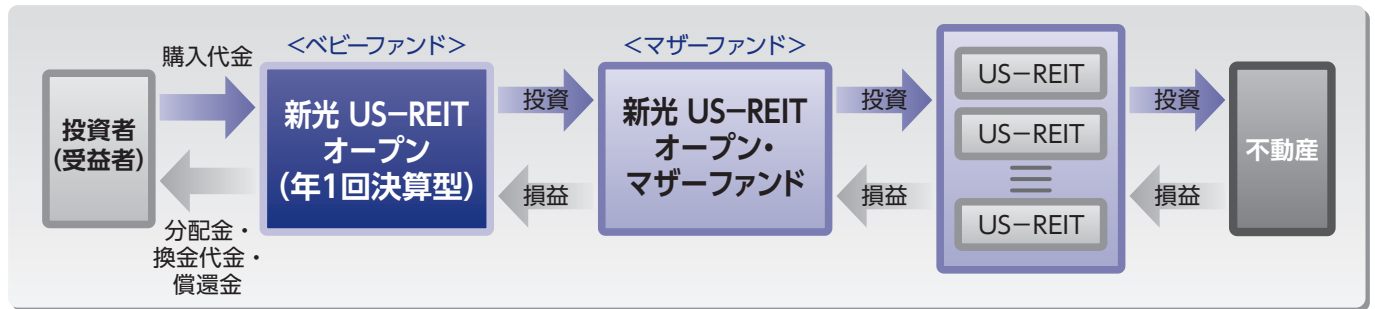 購入代金
投資者
(受益者)
分配金・
換金代金・
償還金
＜ベビーファンド＞
新光 US−REIT
オープン
(年1回決算型)
投資
損益
＜マザーファンド＞
新光 US−REIT
オープン・
マザーファンド
投資
損益
US−REIT
US−REIT
US−REIT
投資
損益
不動産